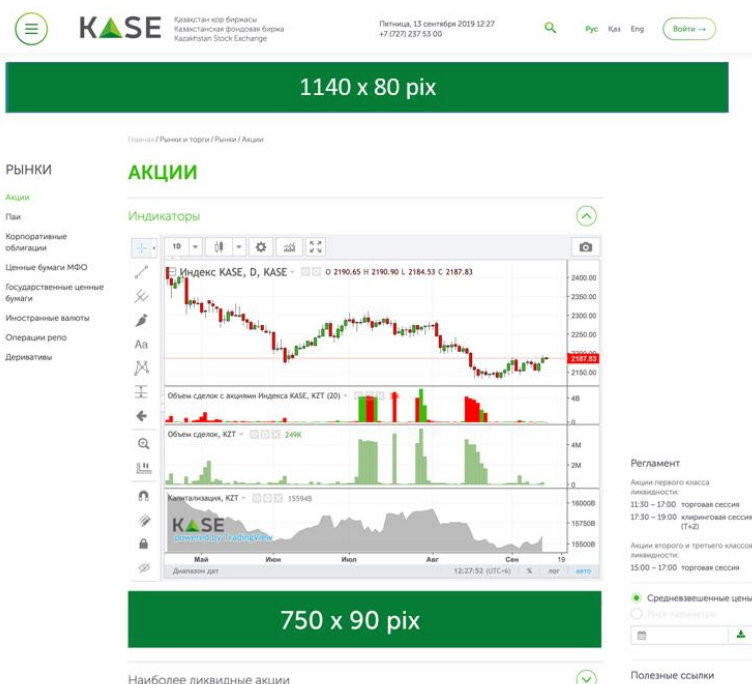 KASE
Қазақстан қор биржасы
Казахстанская фондовая биржа
Kazakhstan Stock Exchange
Пятница, 13 сентября 2019 12:27
+7 (727) 237 53 00
Рус Қаз Eng
Войти →
1140 x 80 pix
Главная / Рынки и торги / Рынки / Акции
РЫНКИ
Акции
Паи
Корпоративные
облигации
Ценные бумаги МФО
Государственные ценные
бумаги
Иностранные валюты
Операции репо
Деривативы
АКЦИИ
Индикаторы
1D
Индекс KASE, D, KASE O 2190.65 H 2190.90 L 2184.53 C 2187.83
2400.00
2350.00
2300.00
2250.00
2200.00
2187.83
2150.00
Aa
Объем сделок с акциями Индекса KASE, KZT (20)
4B
0
Объем сделок, KZT 249K
4M
2M
0
Капитализация, KZT 15594B
16000B
15750B
15500B
KASE
powered by TradingView
Май Июн Июл Авг Сен 19
Диапазон дат 12:27:52 (UTC+6) % лог авто
750 x 90 pix
Наиболее ликвидные акции
Регламент
Акции первого класса
ликвидности:
11:30 – 17:00 торговая сессия
17:30 – 19:00 клиринговая сессия
(T+2)
Акции второго и третьего классов
ликвидности:
15:00 – 17:00 торговая сессия
Средневзвешенные цены
Риск-параметры
Полезные ссылки